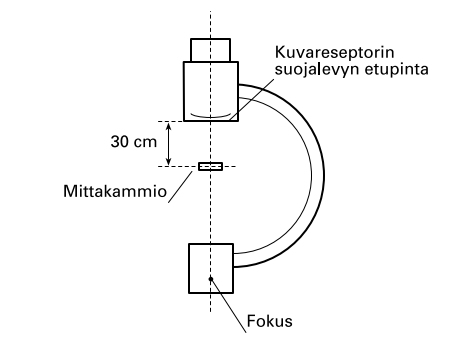 Kuvareseptorin
suojalevyn etupinta
30 cm
Mittakammio
Fokus